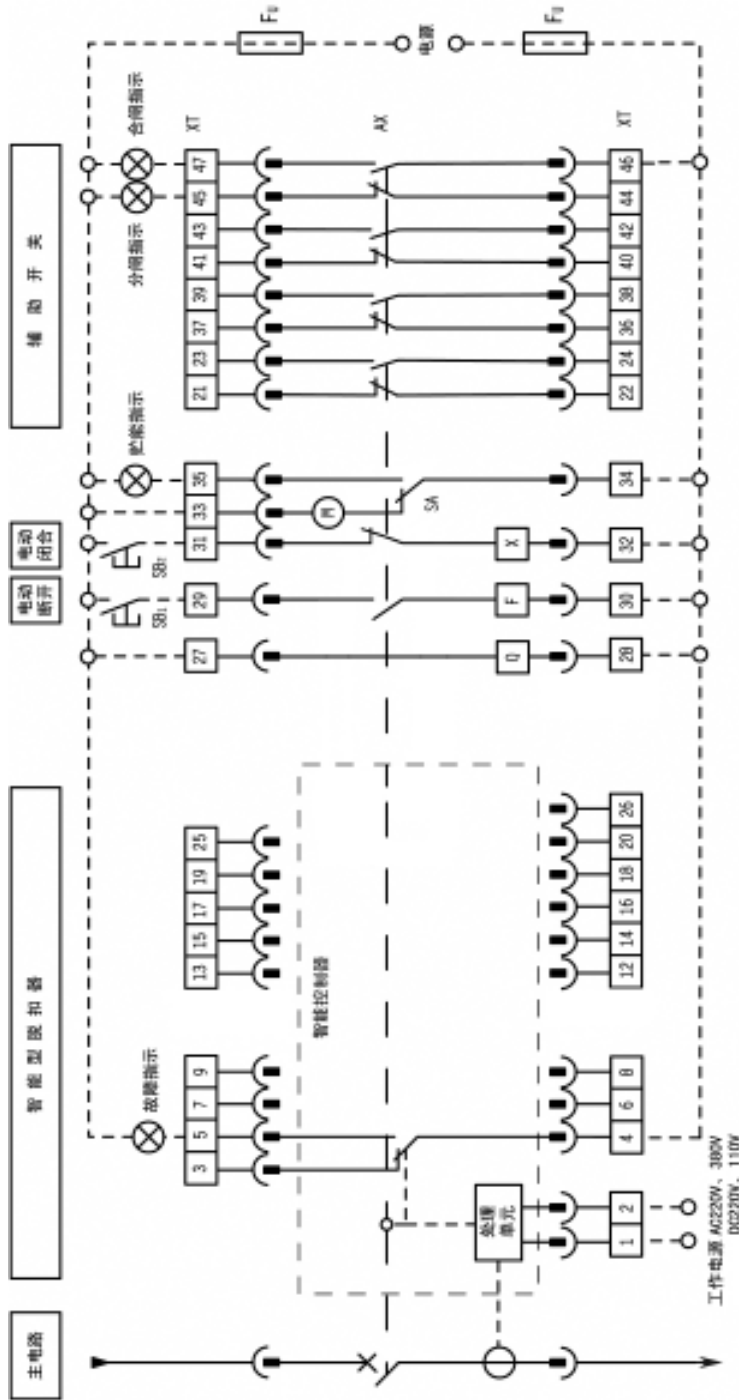 主电路
智能型脱扣器
电动断开
电动闭合
辅助开关
故障指示
SB₁
SB₂
贮能指示
分闸指示
合闸指示
XT
3 5 7 9
13 15 17 19 25
27 29 31 33 35
21 23 37 39 41 43 45 47
Fu
电源
Fu
智能控制器
M
SA
AX
处理单元
Q
F
X
1 2 4 6 8
12 14 16 18 20 26
28 30 32 34
22 24 36 38 40 42 44 46
XT
工作电源 AC220V、380V
DC220V、110V